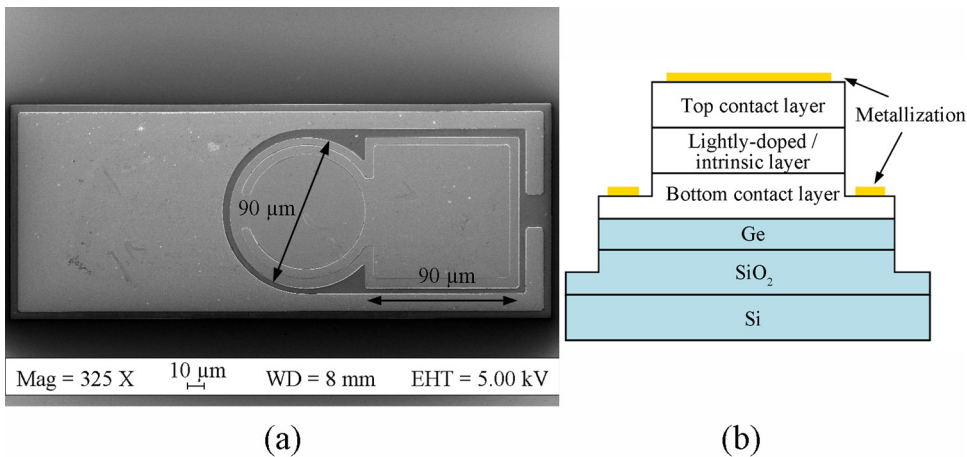 90 µm
90 µm
Mag = 325 X
10 µm
WD = 8 mm
EHT = 5.00 kV
(a)
Top contact layer
Metallization
Lightly-doped /
intrinsic layer
Bottom contact layer
Ge
SiO₂
Si
(b)